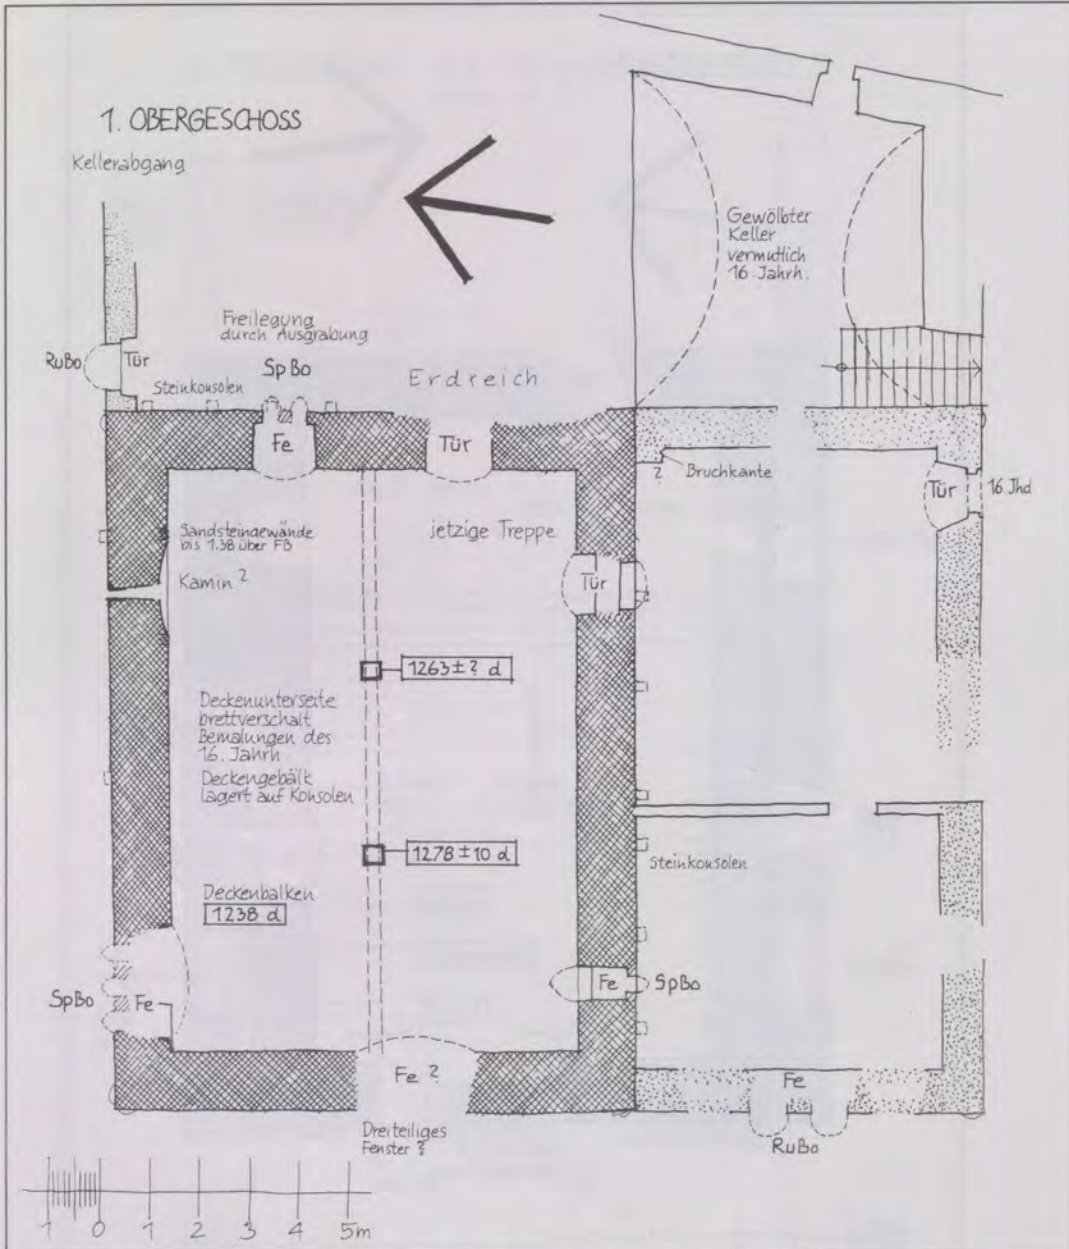 1. OBERGESCHOSS
Kellerabgang
Gewölbter
Keller
vermutlich
16. Jahrh.
Freilegung
durch Ausgrabung
RuBo
Tür
Steinkonsolen
SpBo
Erdreich
Fe
Tür
?
Bruchkante
Tür
16. Jhd
Sandsteingewände
bis 1.38 über FB
jetzige Treppe
Kamin ?
Tür
1263 ± ? d
Deckenunterseite
brettverschalt
Bemalungen des
16. Jahrh
Deckengebälk
lagert auf Konsolen
1278 ± 10 d
Steinkonsolen
Deckenbalken
1238 d
SpBo
Fe
Fe
SpBo
Fe ?
Fe
Dreiteiliges
Fenster ?
RuBo
1 0 1 2 3 4 5m